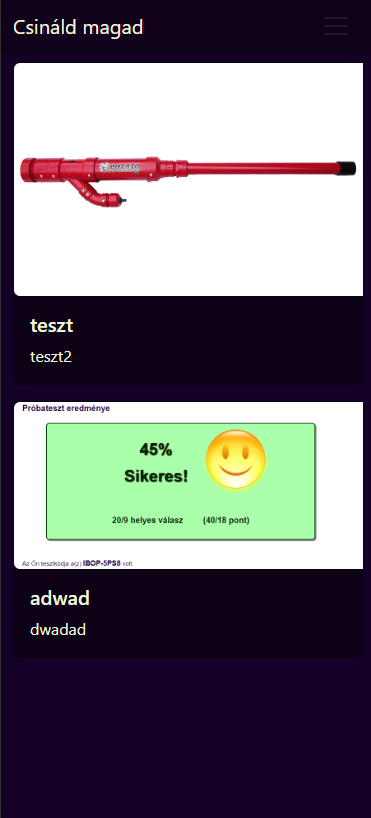 Csináld magad
POTATO
teszt
teszt2
Próbateszt eredménye
45%
Sikeres!
20/9 helyes válasz (40/18 pont)
Az Ön tesztkódja a(z) IBOP-5PS8 volt
adwad
dwadad